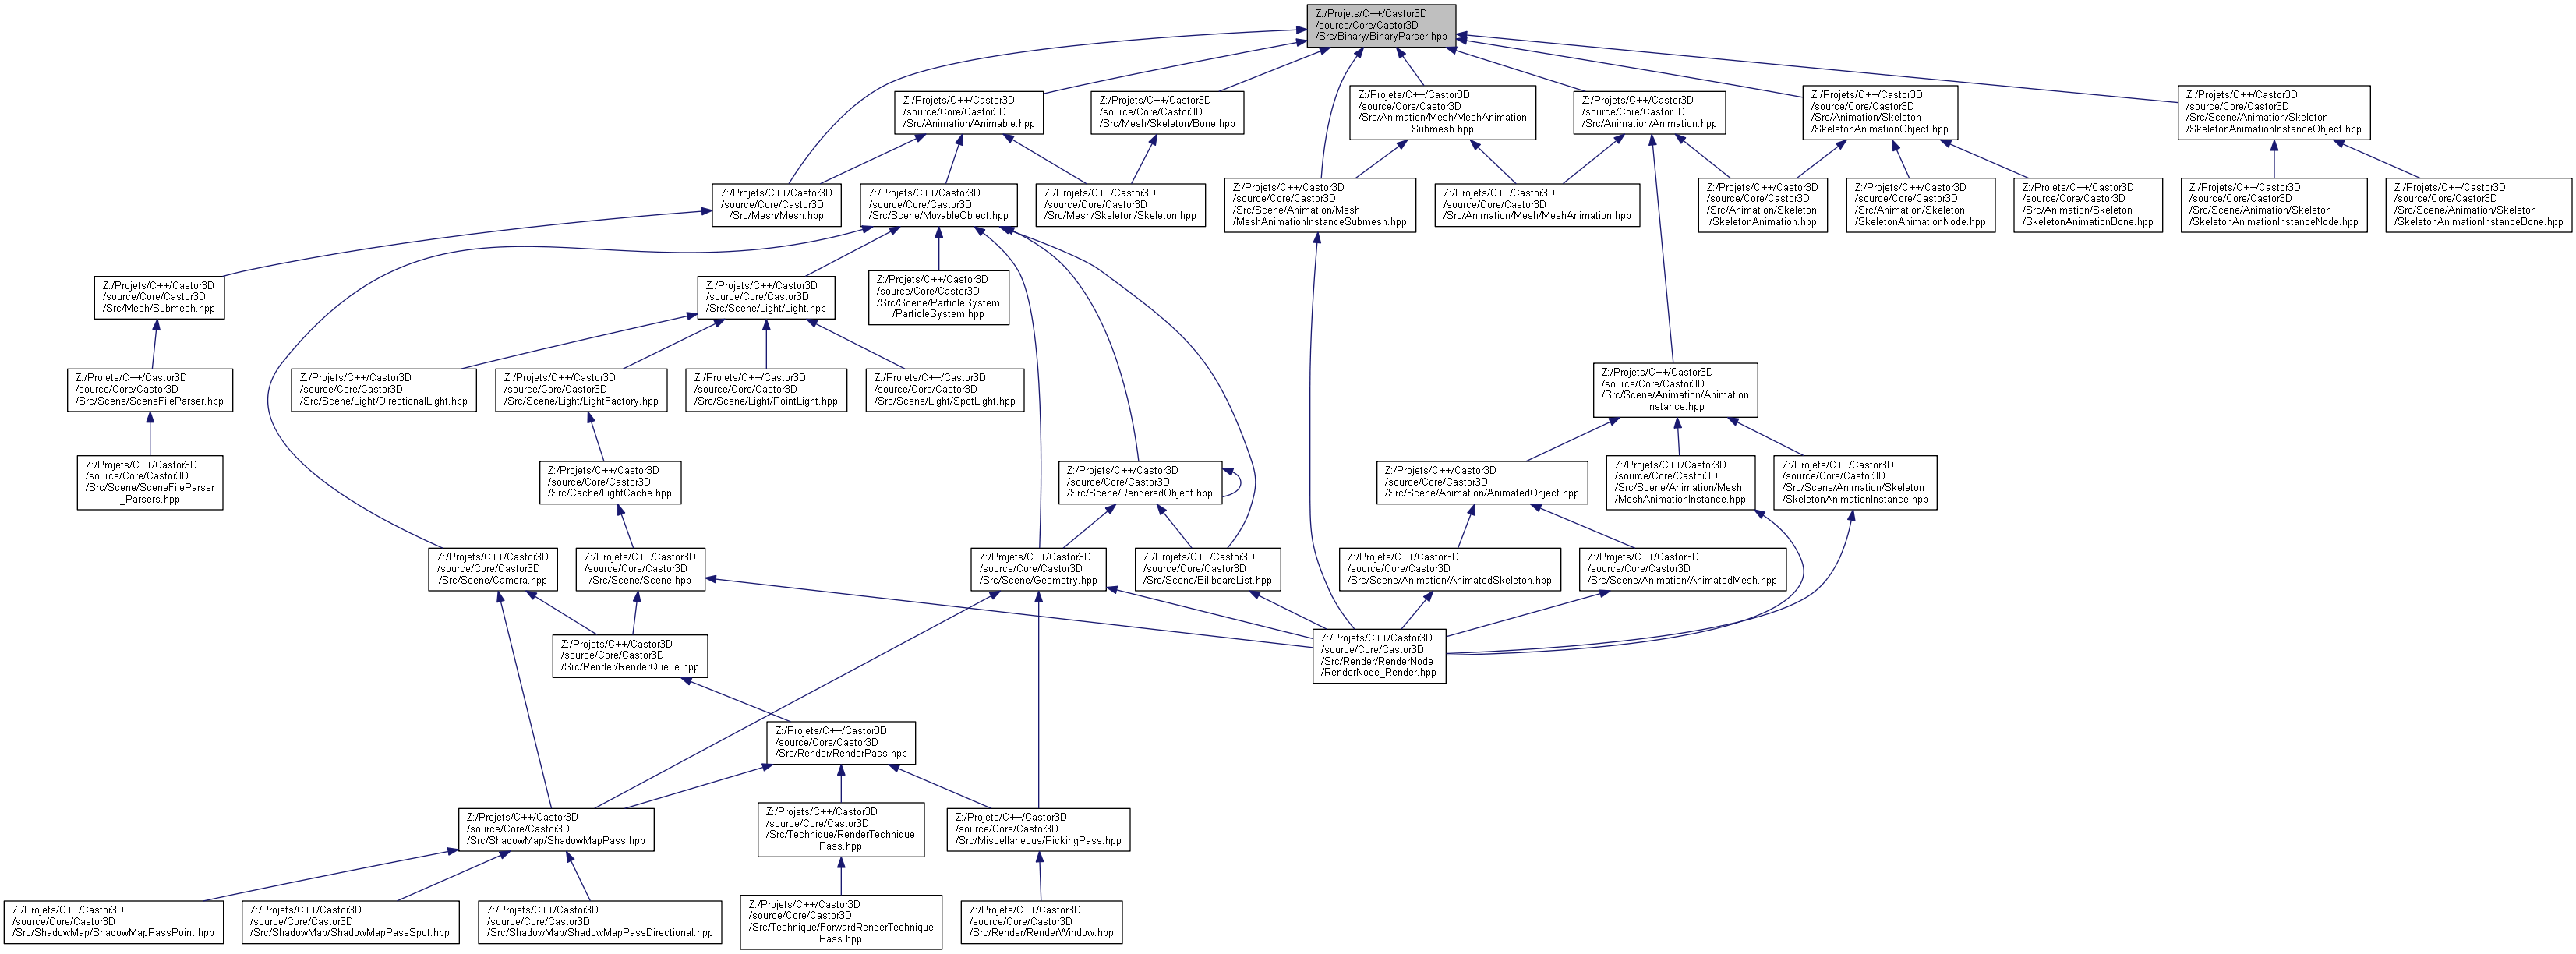 Z:/Projets/C++/Castor3D
/source/Core/Castor3D
/Src/Binary/BinaryParser.hpp
Z:/Projets/C++/Castor3D
/source/Core/Castor3D
/Src/Animation/Animable.hpp
Z:/Projets/C++/Castor3D
/source/Core/Castor3D
/Src/Mesh/Skeleton/Bone.hpp
Z:/Projets/C++/Castor3D
/source/Core/Castor3D
/Src/Animation/Mesh/MeshAnimation
Submesh.hpp
Z:/Projets/C++/Castor3D
/source/Core/Castor3D
/Src/Animation/Animation.hpp
Z:/Projets/C++/Castor3D
/source/Core/Castor3D
/Src/Animation/Skeleton
/SkeletonAnimationObject.hpp
Z:/Projets/C++/Castor3D
/source/Core/Castor3D
/Src/Scene/Animation/Skeleton
/SkeletonAnimationInstanceObject.hpp
Z:/Projets/C++/Castor3D
/source/Core/Castor3D
/Src/Mesh/Mesh.hpp
Z:/Projets/C++/Castor3D
/source/Core/Castor3D
/Src/Scene/MovableObject.hpp
Z:/Projets/C++/Castor3D
/source/Core/Castor3D
/Src/Mesh/Skeleton/Skeleton.hpp
Z:/Projets/C++/Castor3D
/source/Core/Castor3D
/Src/Scene/Animation/Mesh
/MeshAnimationInstanceSubmesh.hpp
Z:/Projets/C++/Castor3D
/source/Core/Castor3D
/Src/Animation/Mesh/MeshAnimation.hpp
Z:/Projets/C++/Castor3D
/source/Core/Castor3D
/Src/Animation/Skeleton
/SkeletonAnimation.hpp
Z:/Projets/C++/Castor3D
/source/Core/Castor3D
/Src/Animation/Skeleton
/SkeletonAnimationNode.hpp
Z:/Projets/C++/Castor3D
/source/Core/Castor3D
/Src/Animation/Skeleton
/SkeletonAnimationBone.hpp
Z:/Projets/C++/Castor3D
/source/Core/Castor3D
/Src/Scene/Animation/Skeleton
/SkeletonAnimationInstanceNode.hpp
Z:/Projets/C++/Castor3D
/source/Core/Castor3D
/Src/Scene/Animation/Skeleton
/SkeletonAnimationInstanceBone.hpp
Z:/Projets/C++/Castor3D
/source/Core/Castor3D
/Src/Mesh/Submesh.hpp
Z:/Projets/C++/Castor3D
/source/Core/Castor3D
/Src/Scene/Light/Light.hpp
Z:/Projets/C++/Castor3D
/source/Core/Castor3D
/Src/Scene/ParticleSystem
/ParticleSystem.hpp
Z:/Projets/C++/Castor3D
/source/Core/Castor3D
/Src/Scene/SceneFileParser.hpp
Z:/Projets/C++/Castor3D
/source/Core/Castor3D
/Src/Scene/Light/DirectionalLight.hpp
Z:/Projets/C++/Castor3D
/source/Core/Castor3D
/Src/Scene/Light/LightFactory.hpp
Z:/Projets/C++/Castor3D
/source/Core/Castor3D
/Src/Scene/Light/PointLight.hpp
Z:/Projets/C++/Castor3D
/source/Core/Castor3D
/Src/Scene/Light/SpotLight.hpp
Z:/Projets/C++/Castor3D
/source/Core/Castor3D
/Src/Scene/Animation/Animation
Instance.hpp
Z:/Projets/C++/Castor3D
/source/Core/Castor3D
/Src/Scene/SceneFileParser
_Parsers.hpp
Z:/Projets/C++/Castor3D
/source/Core/Castor3D
/Src/Cache/LightCache.hpp
Z:/Projets/C++/Castor3D
/source/Core/Castor3D
/Src/Scene/RenderedObject.hpp
Z:/Projets/C++/Castor3D
/source/Core/Castor3D
/Src/Scene/Animation/AnimatedObject.hpp
Z:/Projets/C++/Castor3D
/source/Core/Castor3D
/Src/Scene/Animation/Mesh
/MeshAnimationInstance.hpp
Z:/Projets/C++/Castor3D
/source/Core/Castor3D
/Src/Scene/Animation/Skeleton
/SkeletonAnimationInstance.hpp
Z:/Projets/C++/Castor3D
/source/Core/Castor3D
/Src/Scene/Camera.hpp
Z:/Projets/C++/Castor3D
/source/Core/Castor3D
/Src/Scene/Scene.hpp
Z:/Projets/C++/Castor3D
/source/Core/Castor3D
/Src/Scene/Geometry.hpp
Z:/Projets/C++/Castor3D
/source/Core/Castor3D
/Src/Scene/BillboardList.hpp
Z:/Projets/C++/Castor3D
/source/Core/Castor3D
/Src/Scene/Animation/AnimatedSkeleton.hpp
Z:/Projets/C++/Castor3D
/source/Core/Castor3D
/Src/Scene/Animation/AnimatedMesh.hpp
Z:/Projets/C++/Castor3D
/source/Core/Castor3D
/Src/Render/RenderQueue.hpp
Z:/Projets/C++/Castor3D
/source/Core/Castor3D
/Src/Render/RenderNode
/RenderNode_Render.hpp
Z:/Projets/C++/Castor3D
/source/Core/Castor3D
/Src/Render/RenderPass.hpp
Z:/Projets/C++/Castor3D
/source/Core/Castor3D
/Src/ShadowMap/ShadowMapPass.hpp
Z:/Projets/C++/Castor3D
/source/Core/Castor3D
/Src/Technique/RenderTechnique
Pass.hpp
Z:/Projets/C++/Castor3D
/source/Core/Castor3D
/Src/Miscellaneous/PickingPass.hpp
Z:/Projets/C++/Castor3D
/source/Core/Castor3D
/Src/ShadowMap/ShadowMapPassPoint.hpp
Z:/Projets/C++/Castor3D
/source/Core/Castor3D
/Src/ShadowMap/ShadowMapPassSpot.hpp
Z:/Projets/C++/Castor3D
/source/Core/Castor3D
/Src/ShadowMap/ShadowMapPassDirectional.hpp
Z:/Projets/C++/Castor3D
/source/Core/Castor3D
/Src/Technique/ForwardRenderTechnique
Pass.hpp
Z:/Projets/C++/Castor3D
/source/Core/Castor3D
/Src/Render/RenderWindow.hpp